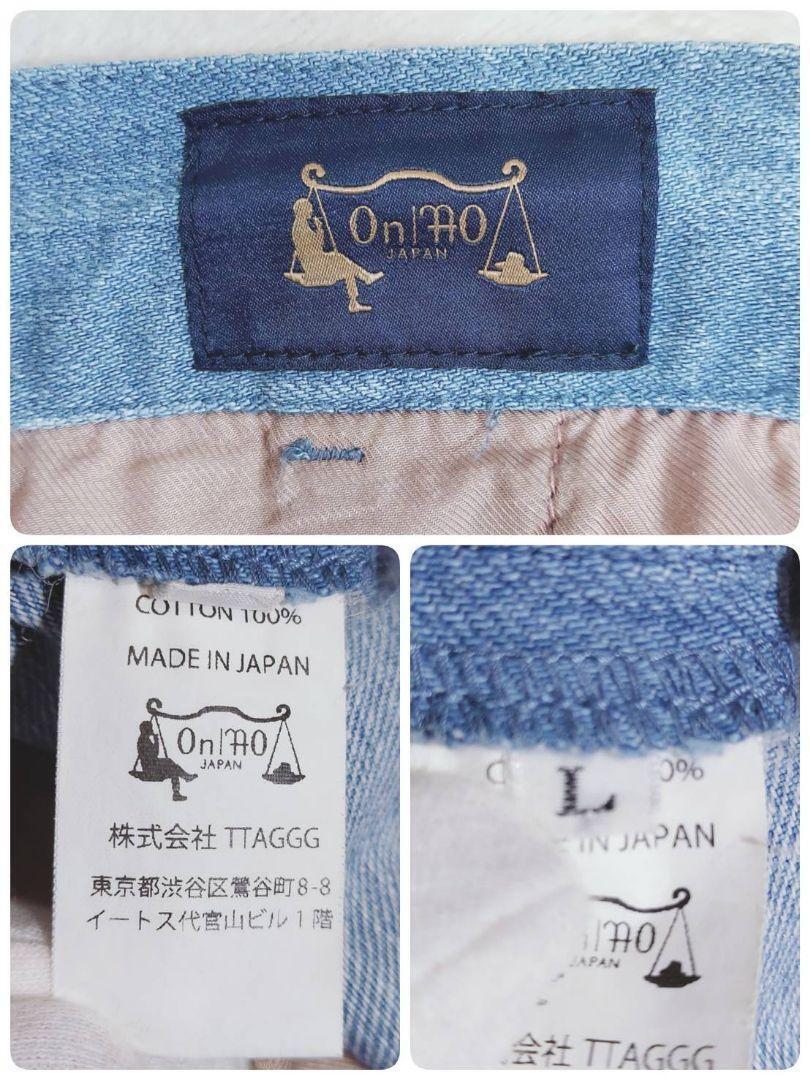 On|MO
JAPAN
COTTON 100%
MADE IN JAPAN
On|MO
JAPAN
株式会社 TTAGGG
東京都渋谷区鶯谷町8-8
イートス代官山ビル1階
L
0%
IN JAPAN
MO
JAPAN
会社 TTAGGG